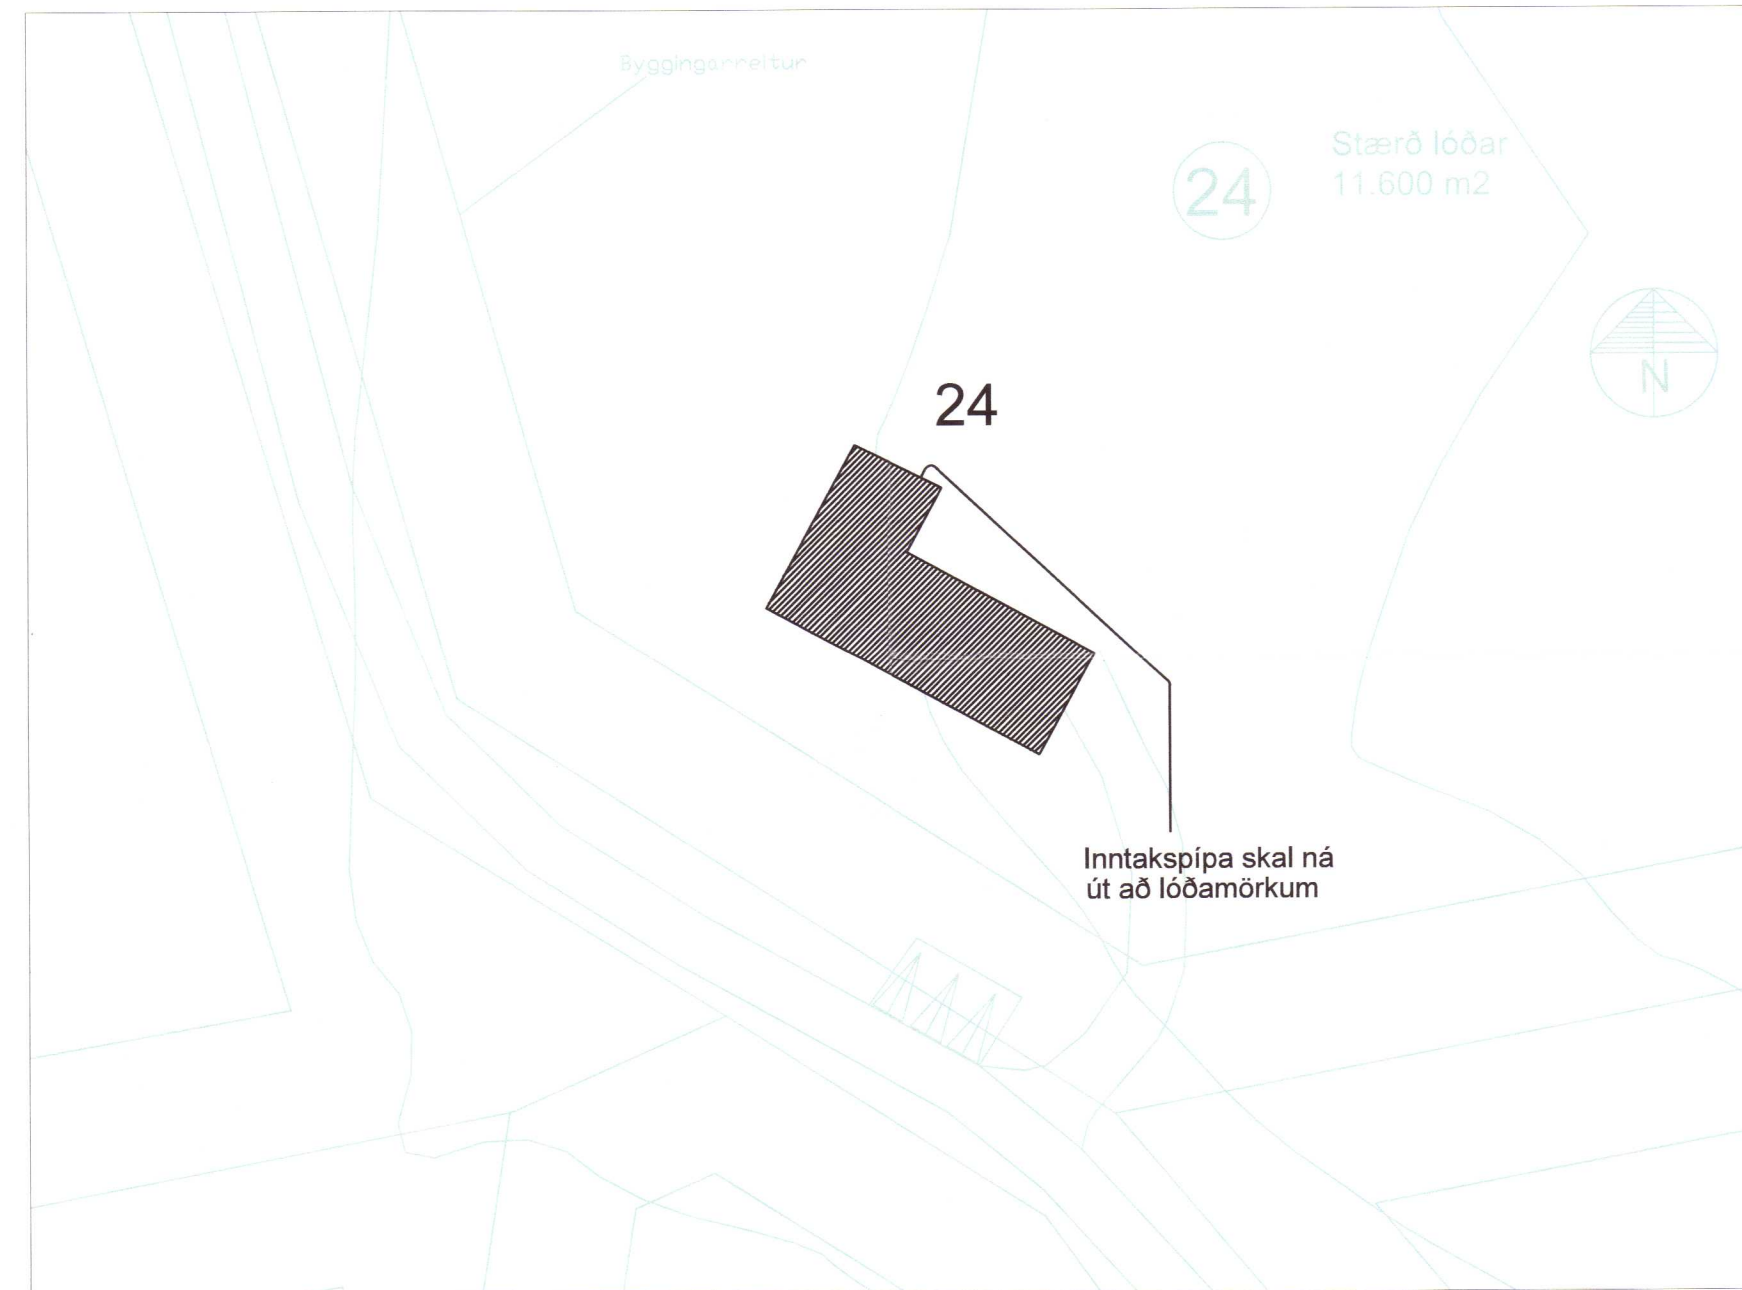 Byggingarreitur
24
Stærð lóðar
11.600 m2
N
24
Inntakspípa skal ná
út að lóðamörkum